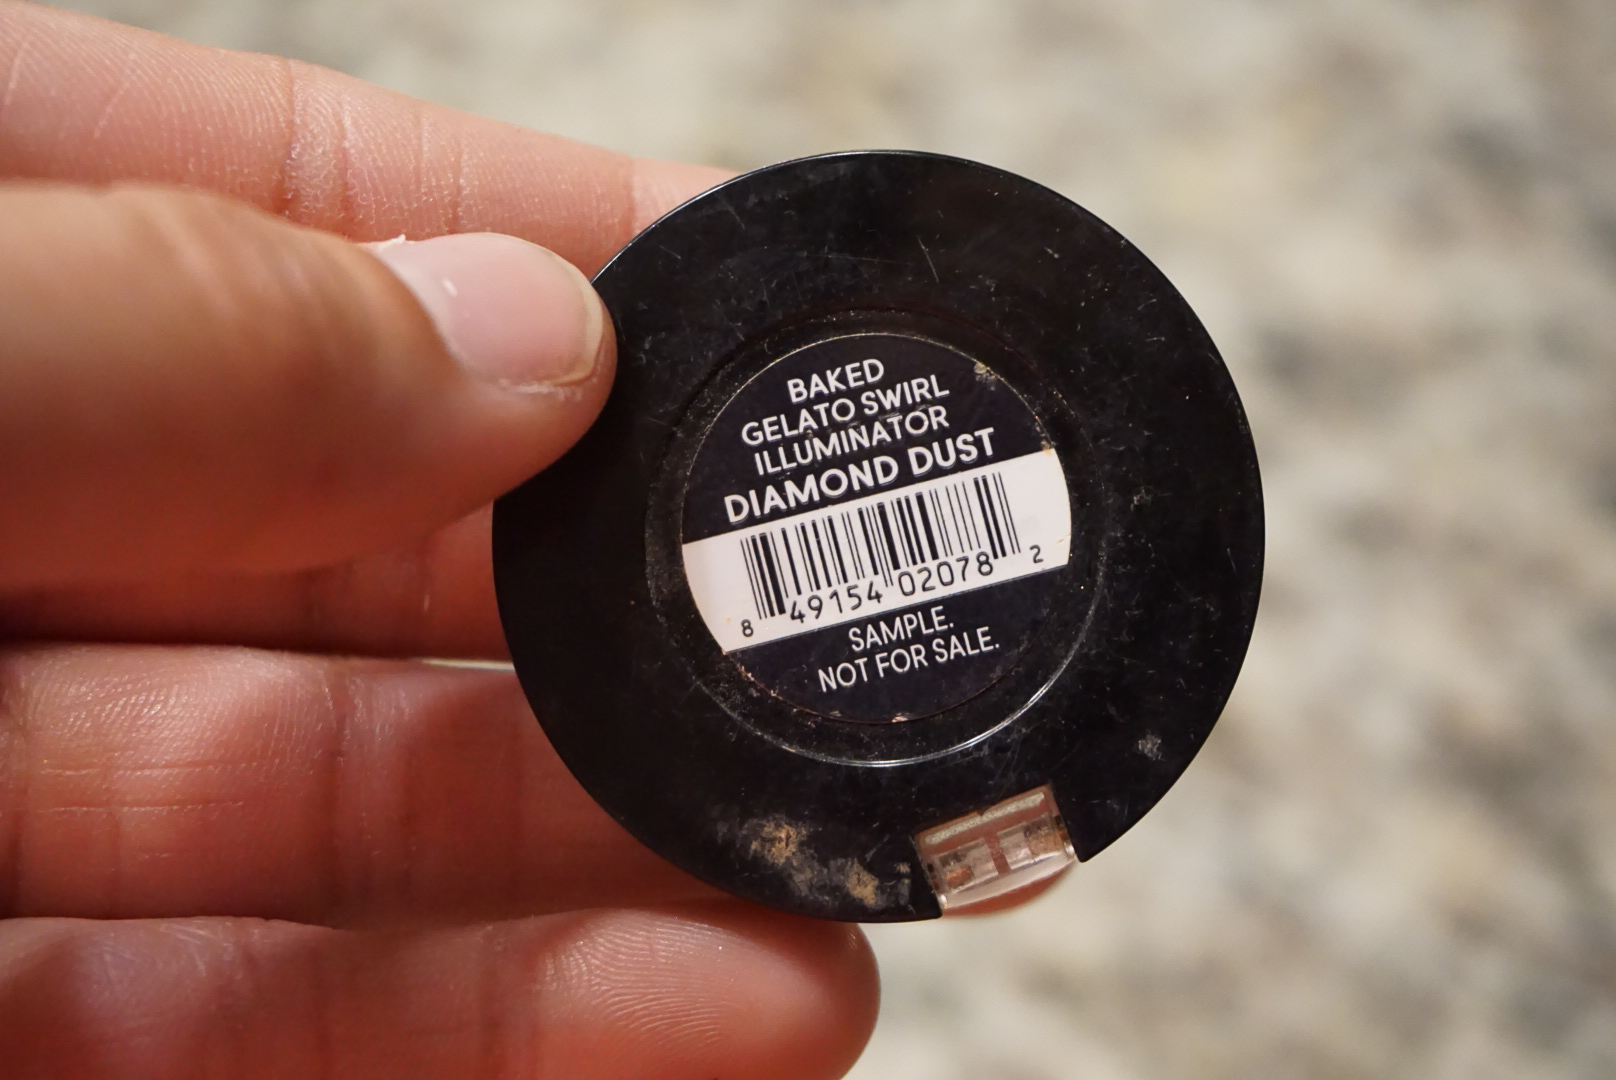 BAKED
GELATO SWIRL
ILLUMINATOR
DIAMOND DUST
8 49154 02078 2
SAMPLE.
NOT FOR SALE.